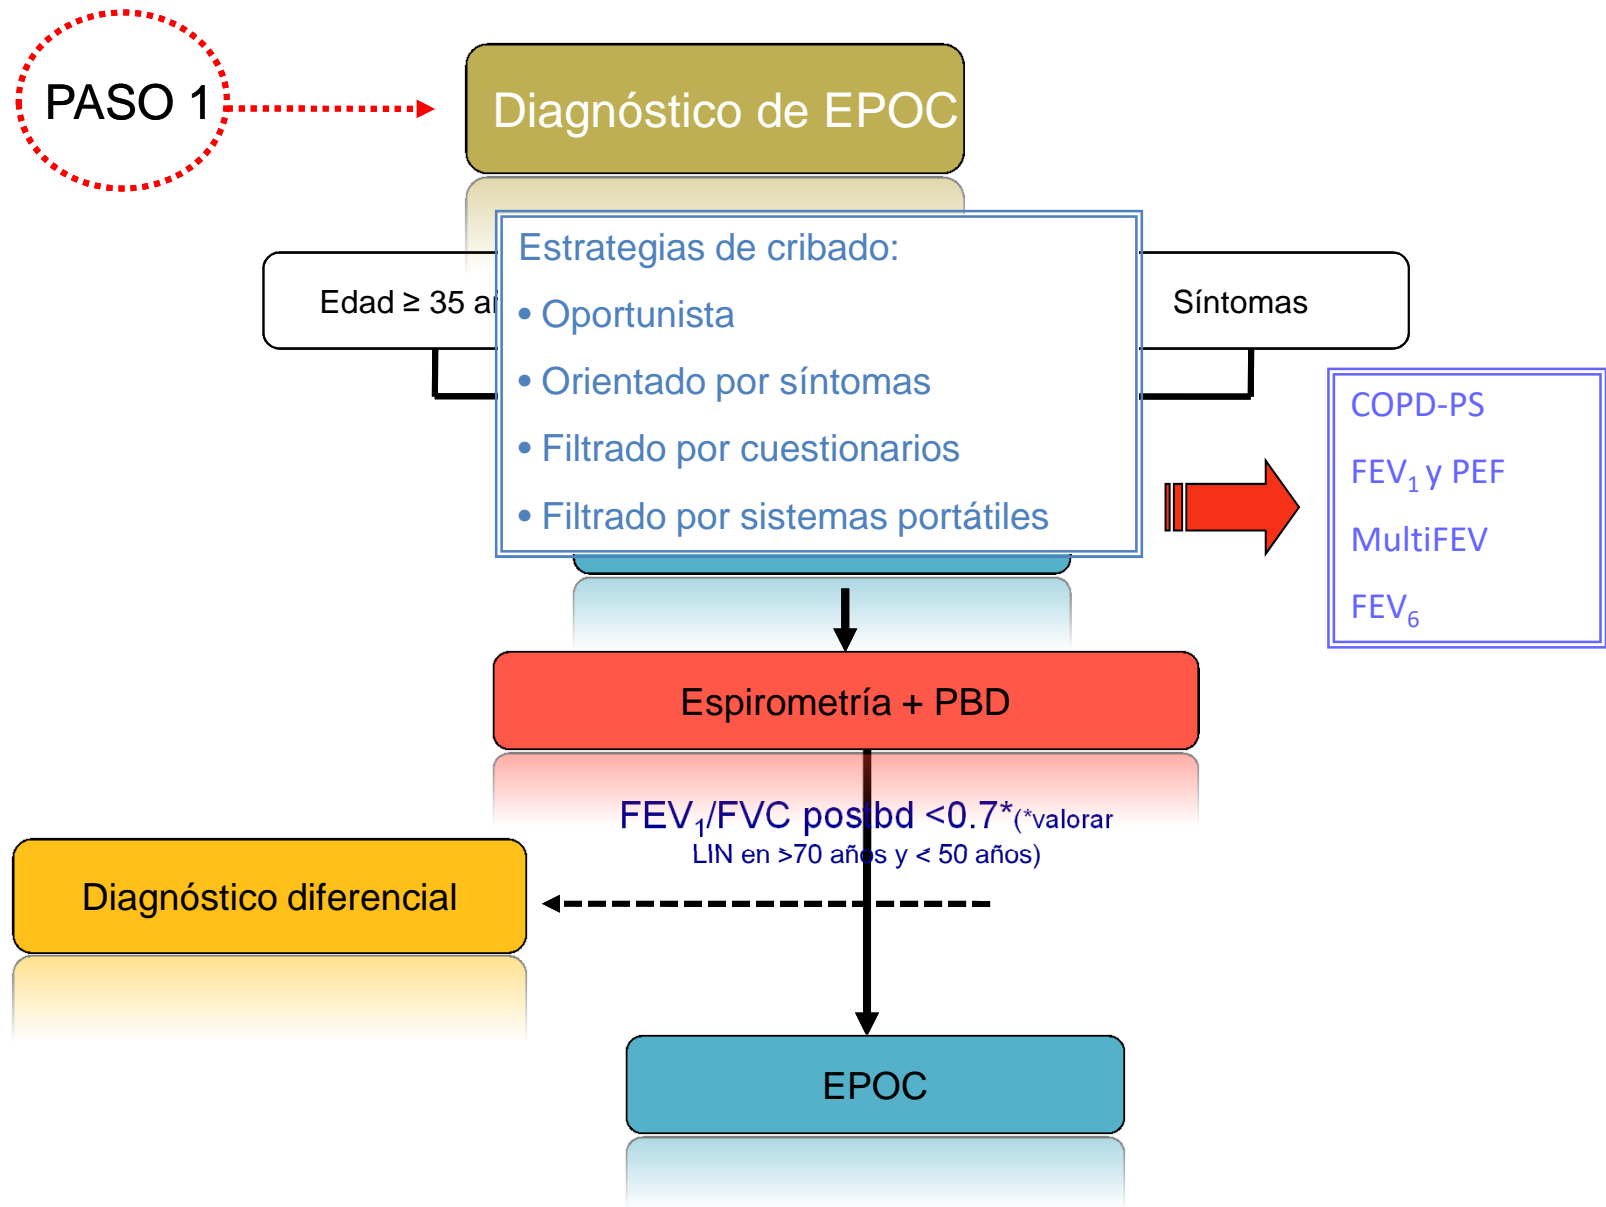 PASO 1
Diagnóstico de EPOC
Edad ≥ 35 añ
Estrategias de cribado:
• Oportunista
• Orientado por síntomas
• Filtrado por cuestionarios
• Filtrado por sistemas portátiles
Síntomas
COPD-PS
FEV₁ y PEF
MultiFEV
FEV₆
Espirometría + PBD
FEV₁/FVC postbd <0.7*(*valorar
LIN en >70 años y < 50 años)
Diagnóstico diferencial
EPOC